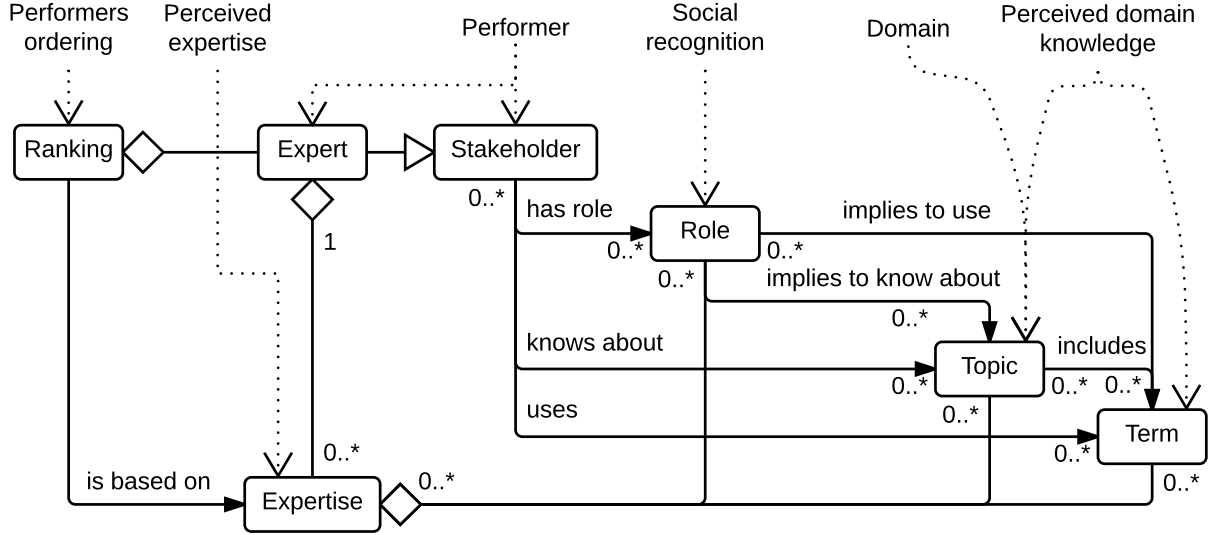 Performers
ordering
Perceived
expertise
Performer
Social
recognition
Domain
Perceived domain
knowledge
Ranking
Expert
Stakeholder
0..*
has role
0..*
Role
0..*
implies to use
1
0..*
implies to know about
0..*
knows about
0..*
Topic
includes
0..*
0..*
0..*
uses
0..*
Term
0..*
0..*
is based on
Expertise
0..*